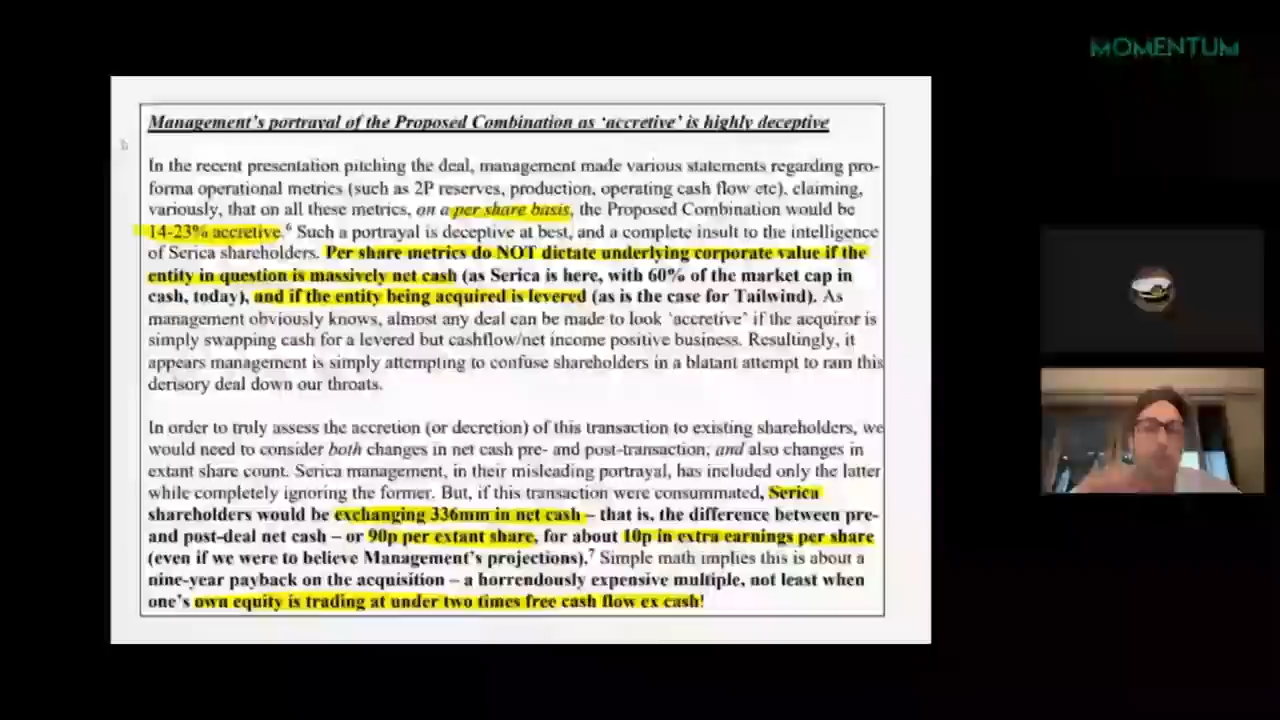 MOMENTUM
Management's portrayal of the Proposed Combination as 'accretive' is highly deceptive
In the recent presentation pitching the deal, management made various statements regarding pro-
forma operational metrics (such as 2P reserves, production, operating cash flow etc), claiming,
variously, that on all these metrics, on a per share basis, the Proposed Combination would be
14-23% accretive.6 Such a portrayal is deceptive at best, and a complete insult to the intelligence
of Serica shareholders. Per share metrics do NOT dictate underlying corporate value if the
entity in question is massively net cash (as Serica is here, with 60% of the market cap in
cash, today), and if the entity being acquired is levered (as is the case for Tailwind). As
management obviously knows, almost any deal can be made to look 'accretive' if the acquiror is
simply swapping cash for a levered but cashflow/net income positive business. Resultingly, it
appears management is simply attempting to confuse shareholders in a blatant attempt to ram this
derisory deal down our throats.
In order to truly assess the accretion (or decretion) of this transaction to existing shareholders, we
would need to consider both changes in net cash pre- and post-transaction, and also changes in
extant share count. Serica management, in their misleading portrayal, has included only the latter
while completely ignoring the former. But, if this transaction were consummated, Serica
shareholders would be exchanging 336mm in net cash – that is, the difference between pre-
and post-deal net cash – or 90p per extant share, for about 10p in extra earnings per share
(even if we were to believe Management's projections).7 Simple math implies this is about a
nine-year payback on the acquisition – a horrendously expensive multiple, not least when
one's own equity is trading at under two times free cash flow ex cash!